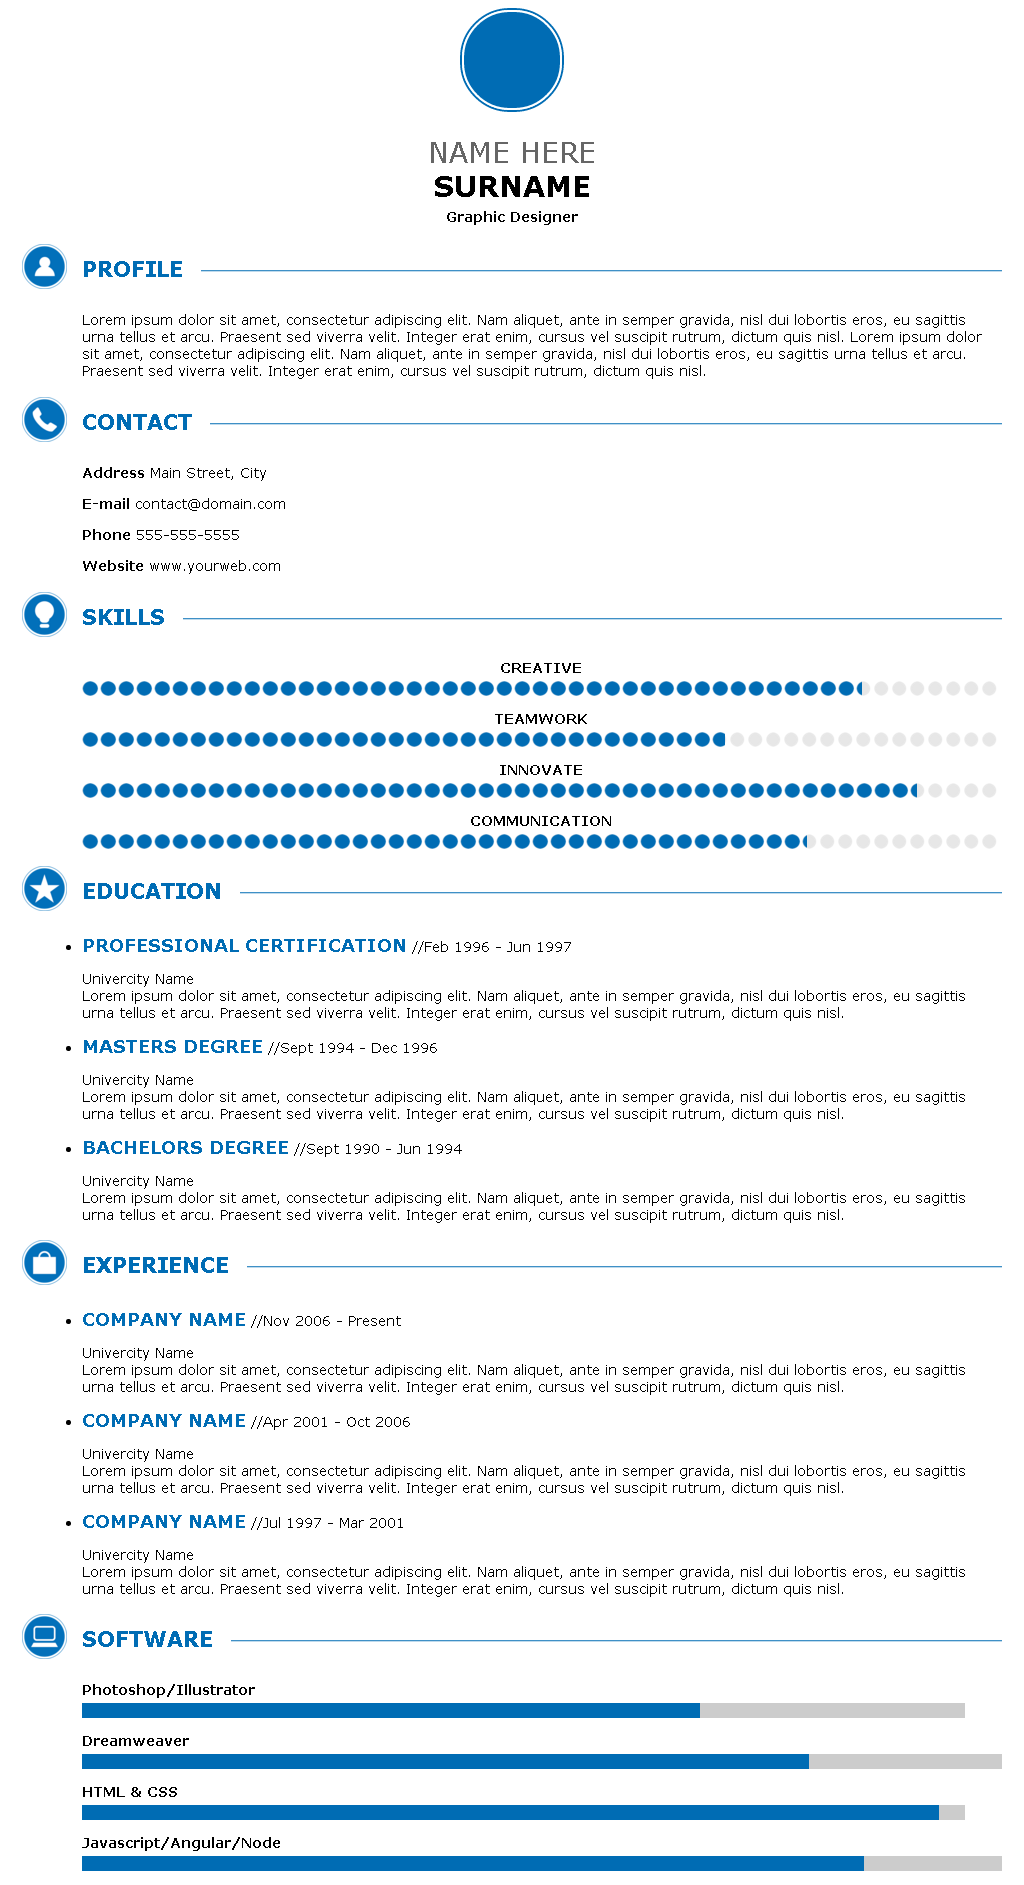 NAME HERE
SURNAME
Graphic Designer
PROFILE
Lorem ipsum dolor sit amet, consectetur adipiscing elit. Nam aliquet, ante in semper gravida, nisl dui lobortis eros, eu sagittis
urna tellus et arcu. Praesent sed viverra velit. Integer erat enim, cursus vel suscipit rutrum, dictum quis nisl. Lorem ipsum dolor
sit amet, consectetur adipiscing elit. Nam aliquet, ante in semper gravida, nisl dui lobortis eros, eu sagittis urna tellus et arcu.
Praesent sed viverra velit. Integer erat enim, cursus vel suscipit rutrum, dictum quis nisl.
CONTACT
Address Main Street, City
E-mail contact@domain.com
Phone 555-555-5555
Website www.yourweb.com
SKILLS
CREATIVE
TEAMWORK
INNOVATE
COMMUNICATION
EDUCATION
PROFESSIONAL CERTIFICATION //Feb 1996 - Jun 1997
Univercity Name
Lorem ipsum dolor sit amet, consectetur adipiscing elit. Nam aliquet, ante in semper gravida, nisl dui lobortis eros, eu sagittis
urna tellus et arcu. Praesent sed viverra velit. Integer erat enim, cursus vel suscipit rutrum, dictum quis nisl.
MASTERS DEGREE //Sept 1994 - Dec 1996
Univercity Name
Lorem ipsum dolor sit amet, consectetur adipiscing elit. Nam aliquet, ante in semper gravida, nisl dui lobortis eros, eu sagittis
urna tellus et arcu. Praesent sed viverra velit. Integer erat enim, cursus vel suscipit rutrum, dictum quis nisl.
BACHELORS DEGREE //Sept 1990 - Jun 1994
Univercity Name
Lorem ipsum dolor sit amet, consectetur adipiscing elit. Nam aliquet, ante in semper gravida, nisl dui lobortis eros, eu sagittis
urna tellus et arcu. Praesent sed viverra velit. Integer erat enim, cursus vel suscipit rutrum, dictum quis nisl.
EXPERIENCE
COMPANY NAME //Nov 2006 - Present
Univercity Name
Lorem ipsum dolor sit amet, consectetur adipiscing elit. Nam aliquet, ante in semper gravida, nisl dui lobortis eros, eu sagittis
urna tellus et arcu. Praesent sed viverra velit. Integer erat enim, cursus vel suscipit rutrum, dictum quis nisl.
COMPANY NAME //Apr 2001 - Oct 2006
Univercity Name
Lorem ipsum dolor sit amet, consectetur adipiscing elit. Nam aliquet, ante in semper gravida, nisl dui lobortis eros, eu sagittis
urna tellus et arcu. Praesent sed viverra velit. Integer erat enim, cursus vel suscipit rutrum, dictum quis nisl.
COMPANY NAME //Jul 1997 - Mar 2001
Univercity Name
Lorem ipsum dolor sit amet, consectetur adipiscing elit. Nam aliquet, ante in semper gravida, nisl dui lobortis eros, eu sagittis
urna tellus et arcu. Praesent sed viverra velit. Integer erat enim, cursus vel suscipit rutrum, dictum quis nisl.
SOFTWARE
Photoshop/Illustrator
Dreamweaver
HTML & CSS
Javascript/Angular/Node